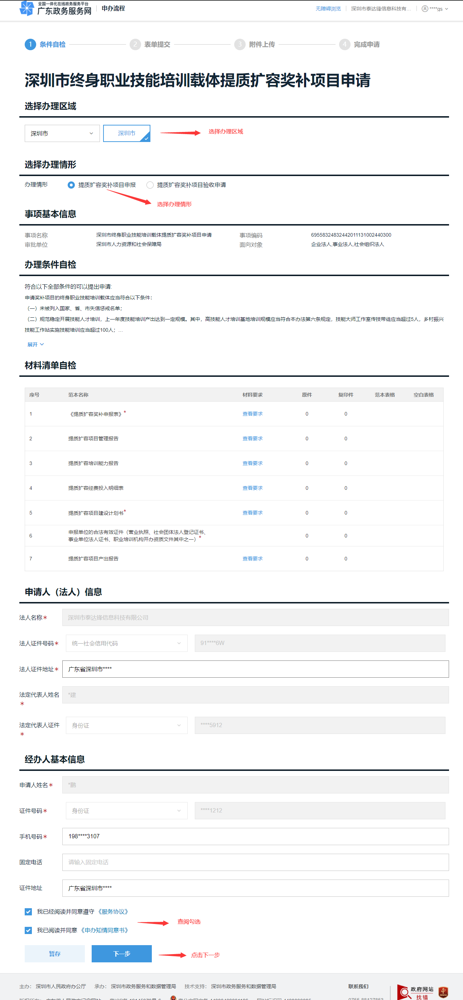 全国一体化在线政务服务平台
广东政务服务网 申办流程 无障碍浏览 深圳市泰达锋信息科技有... ****gs
1 条件自检 2 表单提交 3 附件上传 4 完成申请
深圳市终身职业技能培训载体提质扩容奖补项目申请
选择办理区域
深圳市 深圳市 选择办理区域
选择办理情形
办理情形 提质扩容奖补项目申报 提质扩容奖补项目验收申请
选择办理情形
事项基本信息
事项名称 深圳市终身职业技能培训载体提质扩容奖补项目申请 事项编码 69558324832442011131002440300
审批单位 深圳市人力资源和社会保障局 面向对象 企业法人,事业法人,社会组织法人
办理条件自检
符合以下全部条件的可以提出申请:
申请奖补项目的终身职业技能培训载体应当符合以下条件：
（一）未被列入国家、省、市失信惩戒名单；
（二）规范稳定开展技能人才培训，上一年度技能培训产出达到一定规模。其中，高技能人才培训基地培训规模应当符合本办法第六条规定，技能大师工作室传技带徒应当超过5人，乡村振兴
技能工作站实施技能培训应当超过100人；...
展开
材料清单自检
序号 范本名称 材料要求 原件 复印件 范本表格 空白表格
1 《提质扩容奖补申报表》* 查看要求 0 0
2 提质扩容项目管理报告 查看要求 0 0
3 提质扩容培训能力报告 查看要求 0 0
4 提质扩容经费投入明细表 查看要求 0 0
5 提质扩容项目建设计划书* 查看要求 0 0
申报单位的合法有效证件（营业执照、社会团体法人登记证书、
6 事业单位法人证书、职业培训机构开办资质文件其中之一）* 0 0
7 提质扩容项目产出报告 查看要求 0 0
申请人（法人）信息
法人名称* 深圳市泰达锋信息科技有限公司
法人证件号码* 统一社会信用代码 91****6W
法人证件地址* 广东省深圳市****
法定代表人姓名 *建
*
法定代表人证件 身份证 ****5912
*
经办人基本信息
申请人姓名* *鹏
证件号码* 身份证 ****1212
手机号码* 198****3107
固定电话 请输入固定电话
证件地址 广东省深圳市****
我已经阅读并同意遵守《服务协议》
查阅勾选
我已阅读并同意《申办知情同意书》
暂存 下一步 点击下一步
主办： 深圳市人民政府办公厅 承办： 深圳市政务服务和数据管理局 技术支持： 深圳市政务服务和数据管理局 联系我们
政府网站
找错